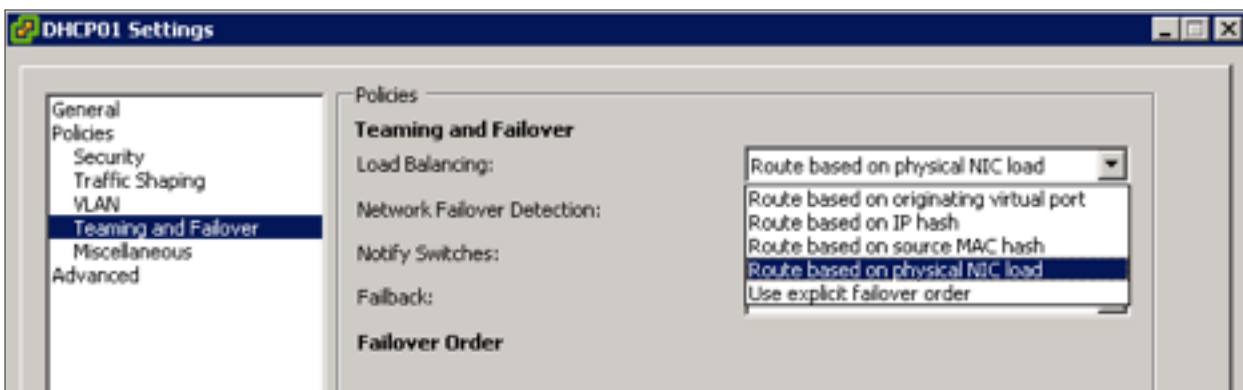 DHCP01 Settings
General
Policies
Security
Traffic Shaping
VLAN
Teaming and Failover
Miscellaneous
Advanced
Policies
Teaming and Failover
Load Balancing:
Route based on physical NIC load
Route based on originating virtual port
Route based on IP hash
Route based on source MAC hash
Route based on physical NIC load
Use explicit failover order
Network Failover Detection:
Notify Switches:
Failback:
Failover Order